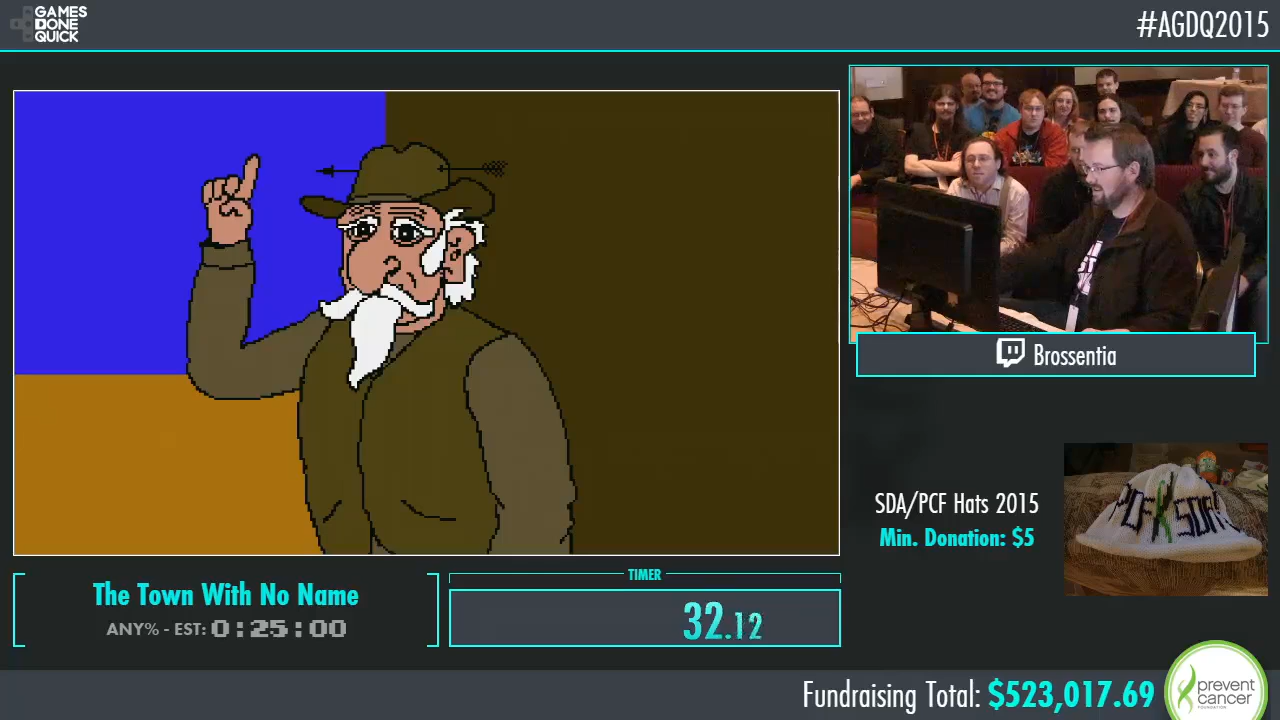 GAMES
DONE
QUICK
#AGDQ2015
Brossentia
SDA/PCF Hats 2015
Min. Donation: $5
The Town With No Name
ANY% - EST: 0:25:00
TIMER
32.12
Fundraising Total: $523,017.69
prevent
cancer
FOUNDATION